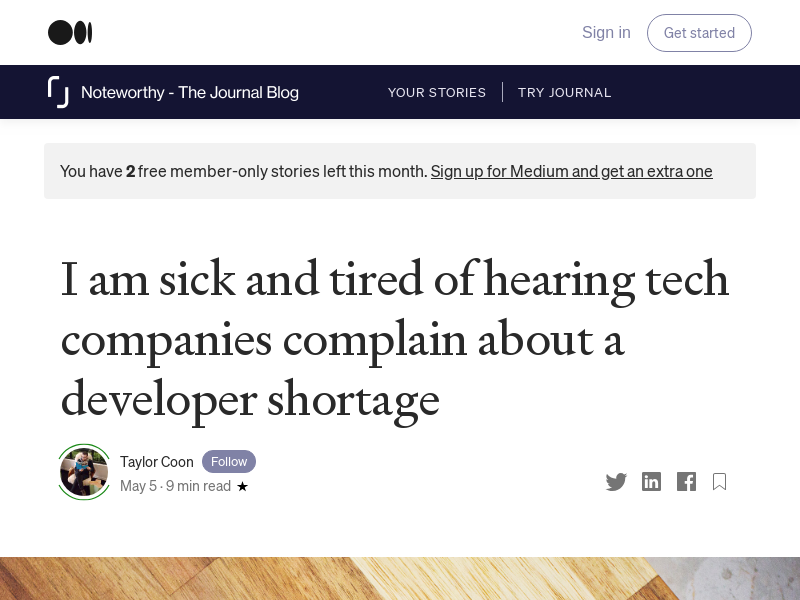 Sign in
Get started
Noteworthy - The Journal Blog
YOUR STORIES
TRY JOURNAL
You have 2 free member-only stories left this month. Sign up for Medium and get an extra one
I am sick and tired of hearing tech
companies complain about a
developer shortage
Taylor Coon
Follow
May 5 · 9 min read ★